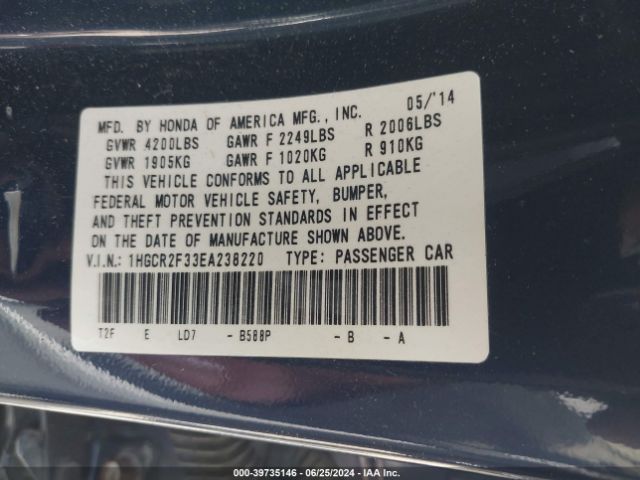 MFD. BY HONDA OF AMERICA MFG., INC. 05/'14
GVWR 4200LBS GAWR F 2249LBS R 2006LBS
GVWR 1905KG GAWR F 1020KG R 910KG
THIS VEHICLE CONFORMS TO ALL APPLICABLE
FEDERAL MOTOR VEHICLE SAFETY, BUMPER,
AND THEFT PREVENTION STANDARDS IN EFFECT
ON THE DATE OF MANUFACTURE SHOWN ABOVE.
V.I.N.: 1HGCR2F33EA238220 TYPE: PASSENGER CAR
T2F E LD7 - B588P - B - A
000-39735146 - 06/25/2024 - IAA Inc.